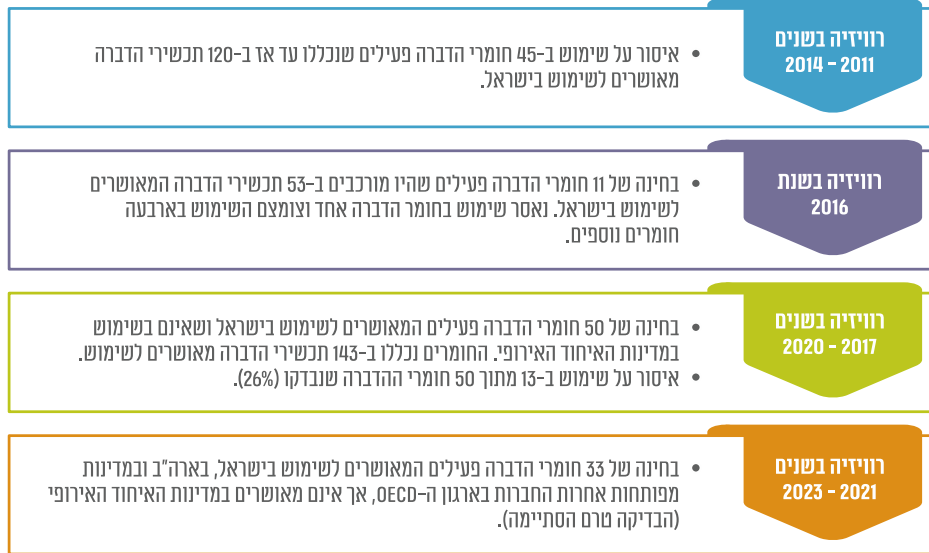 רוויזיה בשנים
2011 - 2014
• איסור על שימוש ב-45 חומרי הדברה פעילים שנכללו עד אז ב-120 תכשירי הדברה
מאושרים לשימוש בישראל.
רוויזיה בשנת
2016
• בחינה של 11 חומרי הדברה פעילים שהיו מורכבים ב-53 תכשירי הדברה המאושרים
לשימוש בישראל. נאסר שימוש בחומר הדברה אחד וצומצם השימוש בארבעה
חומרים נוספים.
רוויזיה בשנים
2017 - 2020
• בחינה של 50 חומרי הדברה פעילים המאושרים לשימוש בישראל ושאינם בשימוש
במדינות האיחוד האירופי. החומרים נכללו ב-143 תכשירי הדברה מאושרים לשימוש.
• איסור על שימוש ב-13 מתוך 50 חומרי ההדברה שנבדקו (26%).
רוויזיה בשנים
2021 - 2023
• בחינה של 33 חומרי הדברה פעילים המאושרים לשימוש בישראל, בארה"ב ובמדינות
מפותחות אחרות החברות בארגון ה-OECD, אך אינם מאושרים במדינות האיחוד האירופי
(הבדיקה טרם הסתיימה).